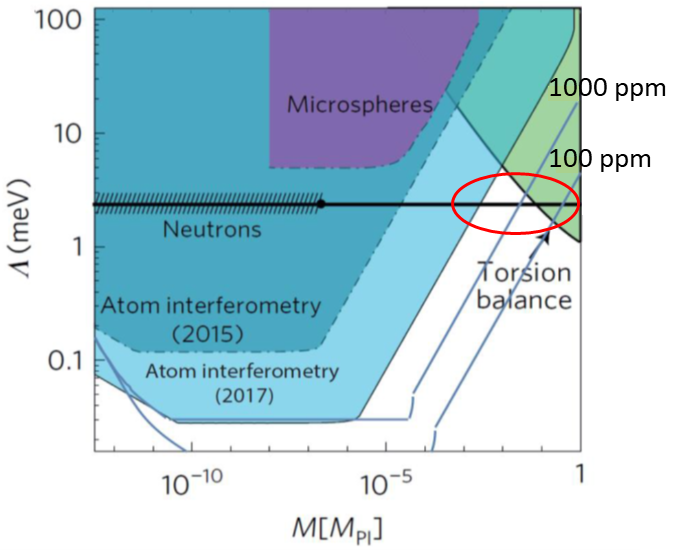 100
10
1
0.1
Λ (meV)
1000 ppm
100 ppm
Microspheres
Neutrons
Torsion
balance
Atom interferometry
(2015)
Atom interferometry
(2017)
10⁻¹⁰
10⁻⁵
1
M[M_Pl]